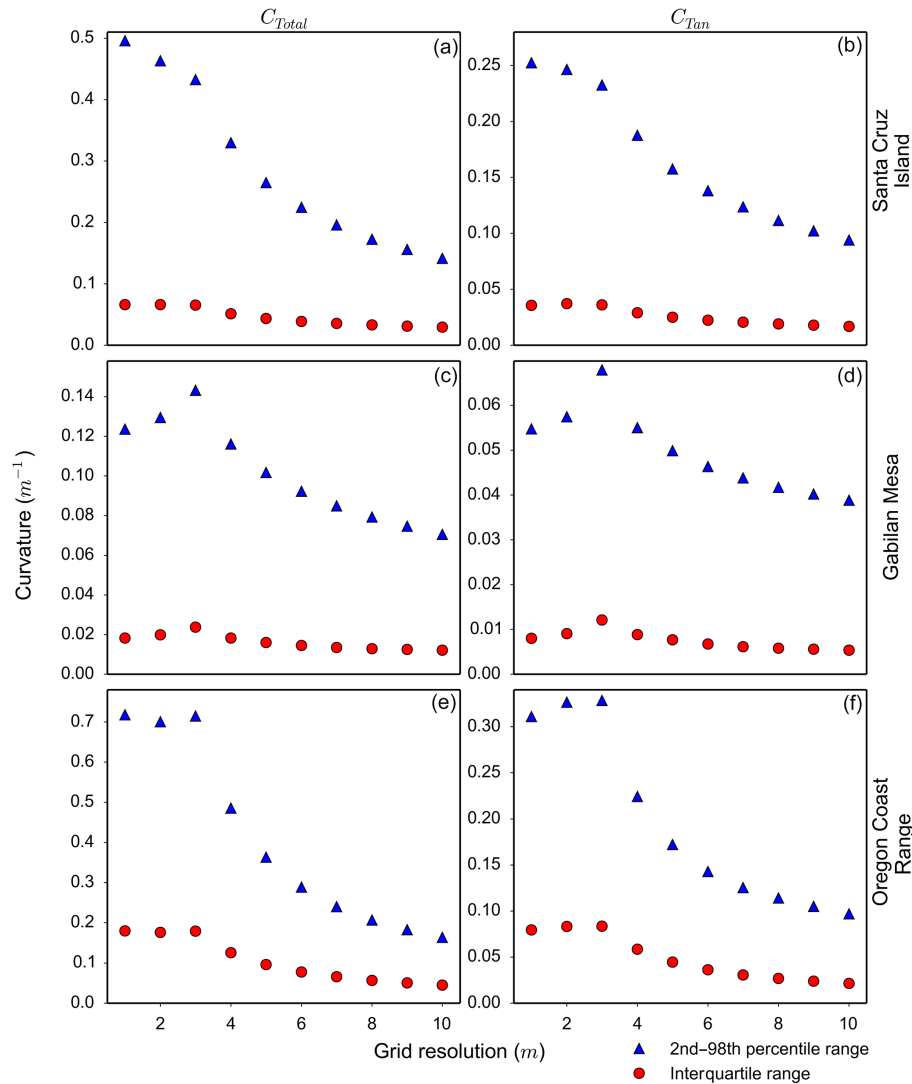 C_Total
C_Tan
(a)
0.5
0.4
0.3
0.2
0.1
0.0
(b)
0.25
0.20
0.15
0.10
0.05
0.00
Santa Cruz
Island
(c)
0.14
0.12
0.10
0.08
0.06
0.04
0.02
0.00
(d)
0.06
0.05
0.04
0.03
0.02
0.01
0.00
Gabilan Mesa
Curvature (m⁻¹)
(e)
0.7
0.6
0.5
0.4
0.3
0.2
0.1
0.0
2 4 6 8 10
(f)
0.30
0.25
0.20
0.15
0.10
0.05
0.00
2 4 6 8 10
Oregon Coast
Range
Grid resolution (m)
2nd–98th percentile range
Interquartile range